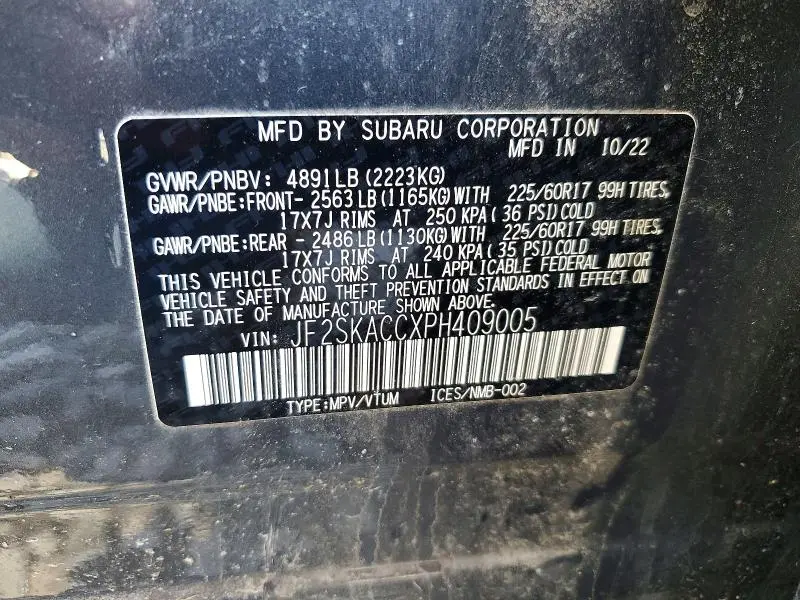 MFD BY SUBARU CORPORATION
MFD IN 10/22
GVWR/PNBV: 4891LB (2223KG)
GAWR/PNBE:FRONT- 2563LB (1165KG)WITH 225/60R17 99H TIRES,
17X7J RIMS AT 250 KPA ( 36 PSI)COLD
GAWR/PNBE:REAR - 2486LB (1130KG)WITH 225/60R17 99H TIRES,
17X7J RIMS AT 240 KPA ( 35 PSI)COLD
THIS VEHICLE CONFORMS TO ALL APPLICABLE FEDERAL MOTOR
VEHICLE SAFETY AND THEFT PREVENTION STANDARDS IN EFFECT ON
THE DATE OF MANUFACTURE SHOWN ABOVE.
VIN: JF2SKACCXPH409005
TYPE:MPV/VTUM ICES/NMB-002